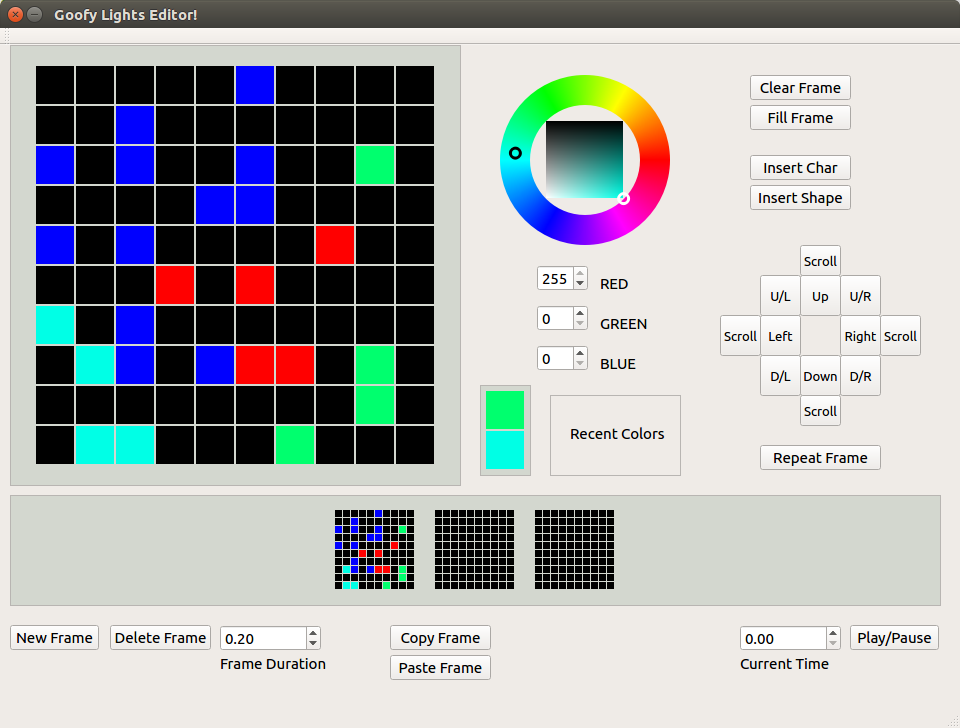 Goofy Lights Editor!
Clear Frame
Fill Frame
Insert Char
Insert Shape
255 RED
0 GREEN
0 BLUE
Scroll
U/L Up U/R
Scroll Left Right Scroll
D/L Down D/R
Scroll
Recent Colors
Repeat Frame
New Frame Delete Frame 0.20 Copy Frame 0.00 Play/Pause
Frame Duration Paste Frame Current Time